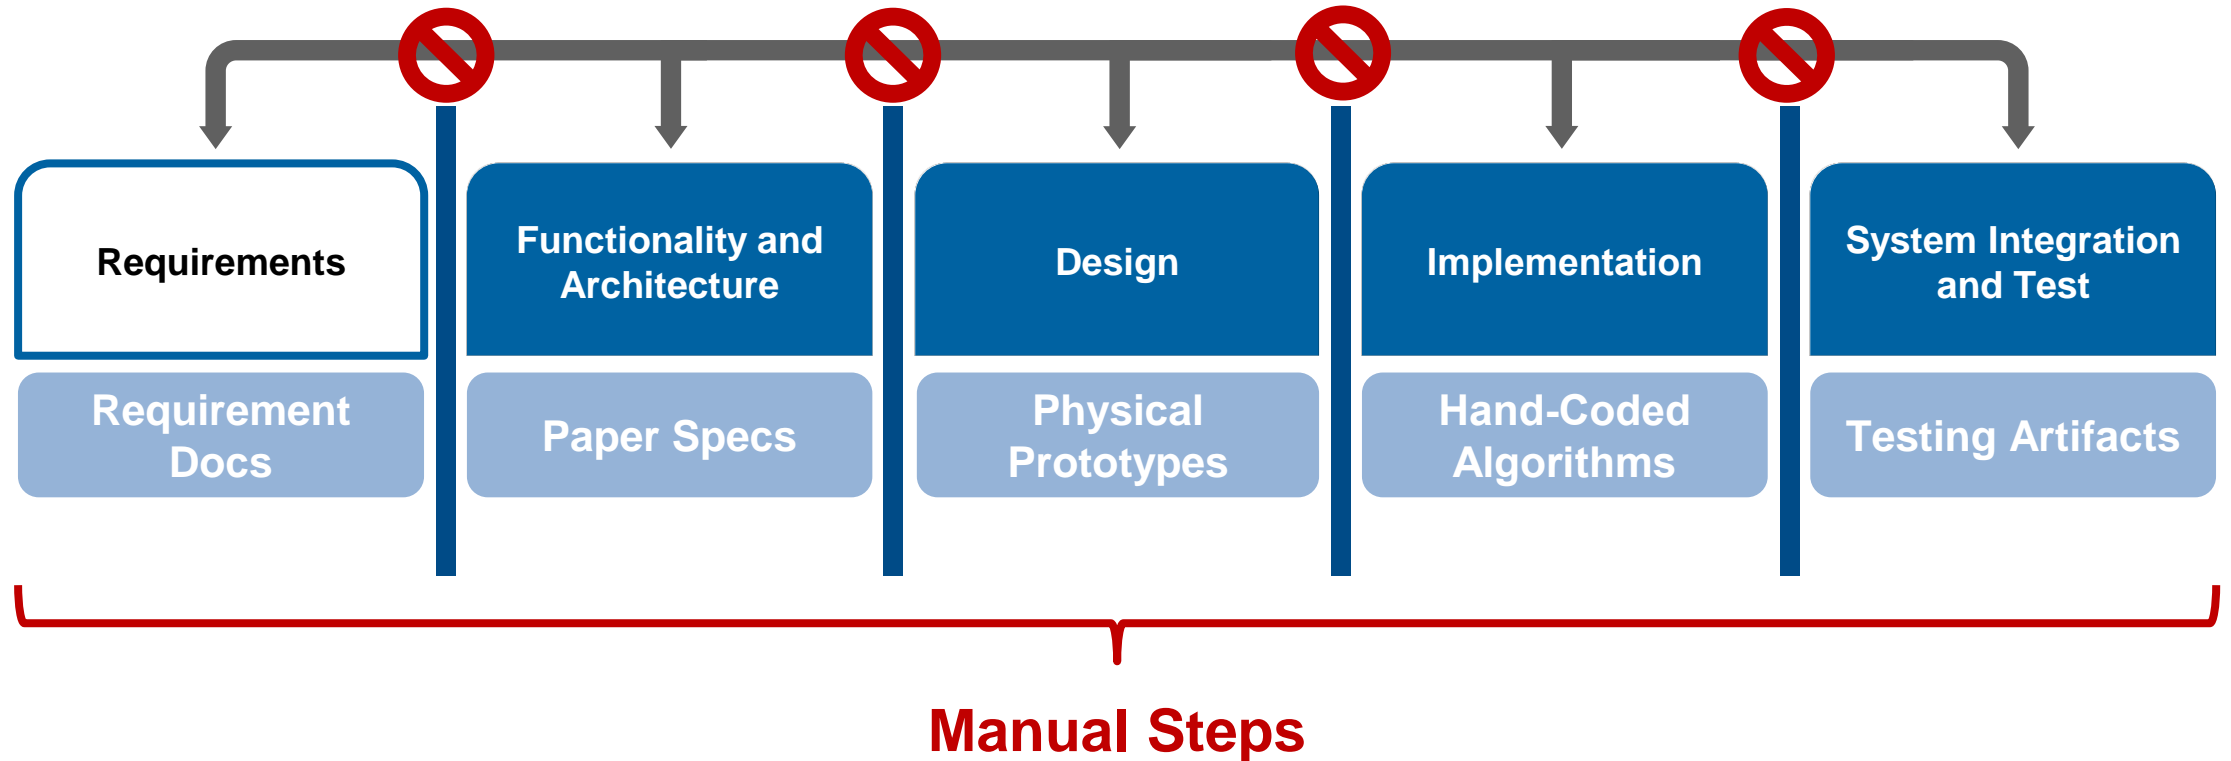 Requirements
Functionality and
Architecture
Design
Implementation
System Integration
and Test
Requirement
Docs
Paper Specs
Physical
Prototypes
Hand-Coded
Algorithms
Testing Artifacts
Manual Steps